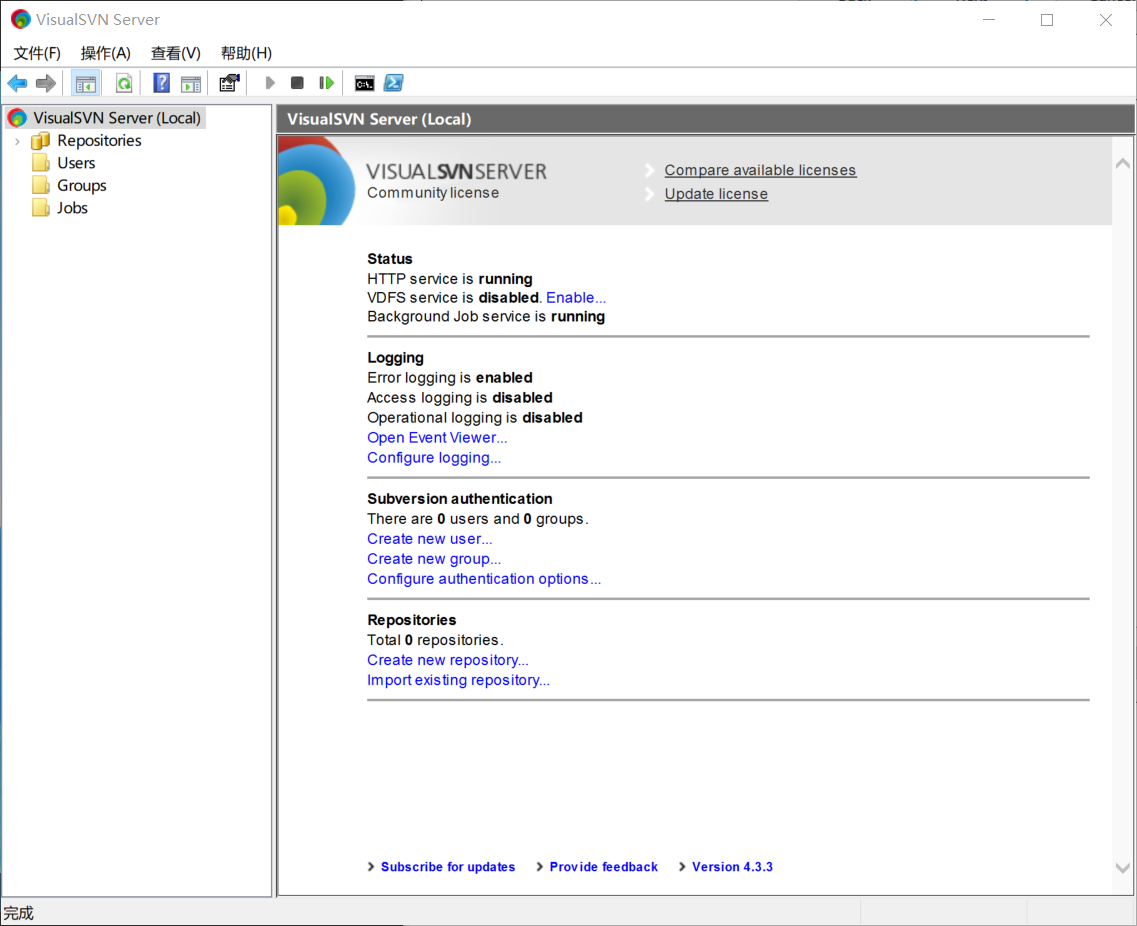 VisualSVN Server
文件(F) 操作(A) 查看(V) 帮助(H)
VisualSVN Server (Local)
Repositories
Users
Groups
Jobs
VisualSVN Server (Local)
VISUALSVNSERVER
Community license
Compare available licenses
Update license
Status
HTTP service is running
VDFS service is disabled. Enable...
Background Job service is running
Logging
Error logging is enabled
Access logging is disabled
Operational logging is disabled
Open Event Viewer...
Configure logging...
Subversion authentication
There are 0 users and 0 groups.
Create new user...
Create new group...
Configure authentication options...
Repositories
Total 0 repositories.
Create new repository...
Import existing repository...
Subscribe for updates Provide feedback Version 4.3.3
完成